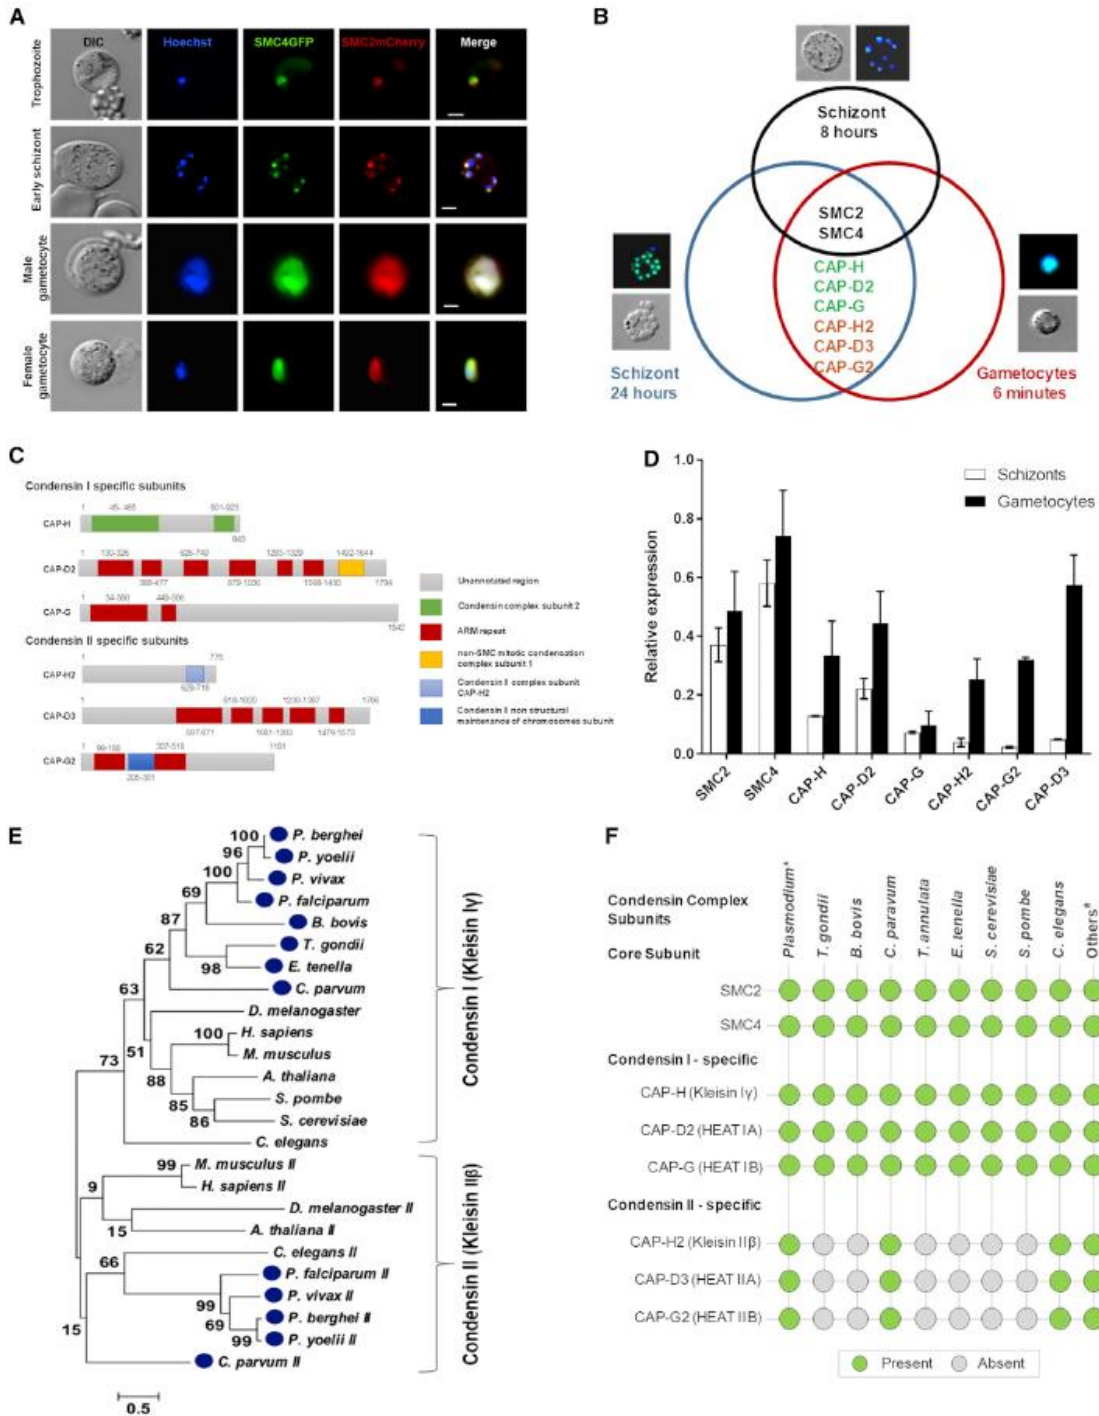 A
DIC
Hoechst
SMC4GFP
SMC2mCherry
Merge
Trophozoite
Early schizont
Male
gametocyte
Female
gametocyte
B
Schizont
8 hours
SMC2
SMC4
CAP-H
CAP-D2
CAP-G
CAP-H2
CAP-D3
CAP-G2
Schizont
24 hours
Gametocytes
6 minutes
C
Condensin I specific subunits
CAP-H
1
CAP-D2
1
CAP-G
1
Condensin II specific subunits
CAP-H2
1
CAP-D3
1
CAP-G2
1
Unannotated region
Condensin complex subunit 2
ARM repeat
non-SMC mitotic condensation
complex subunit 1
Condensin II complex subunit
CAP-H2
Condensin II non structural
maintenance of chromosomes subunit
D
Relative expression
1.0
0.8
0.6
0.4
0.2
0.0
Schizonts
Gametocytes
SMC2
SMC4
CAP-H
CAP-D2
CAP-G
CAP-H2
CAP-G2
CAP-D3
E
100 P. berghei
96 P. yoelii
100 P. vivax
P. falciparum
69 B. bovis
87 T. gondii
98 E. tenella
62 C. parvum
63 D. melanogaster
100 H. sapiens
51 M. musculus
73 88 A. thaliana
85 S. pombe
86 S. cerevisiae
C. elegans
Condensin I (Kleisin Iγ)
99 M. musculus II
9 H. sapiens II
D. melanogaster II
15 A. thaliana II
66 C. elegans II
P. falciparum II
99 P. vivax II
69 P. berghei II
99 P. yoelii II
15 C. parvum II
Condensin II (Kleisin IIβ)
0.5
F
Condensin Complex
Subunits
Core Subunit
Plasmodium*
T. gondii
B. bovis
C. paravum
T. annulata
E. tenella
S. cerevisiae
S. pombe
C. elegans
Others#
SMC2
SMC4
Condensin I - specific
CAP-H (Kleisin Iγ)
CAP-D2 (HEAT IA)
CAP-G (HEAT IB)
Condensin II - specific
CAP-H2 (Kleisin IIβ)
CAP-D3 (HEAT IIA)
CAP-G2 (HEAT IIB)
Present
Absent